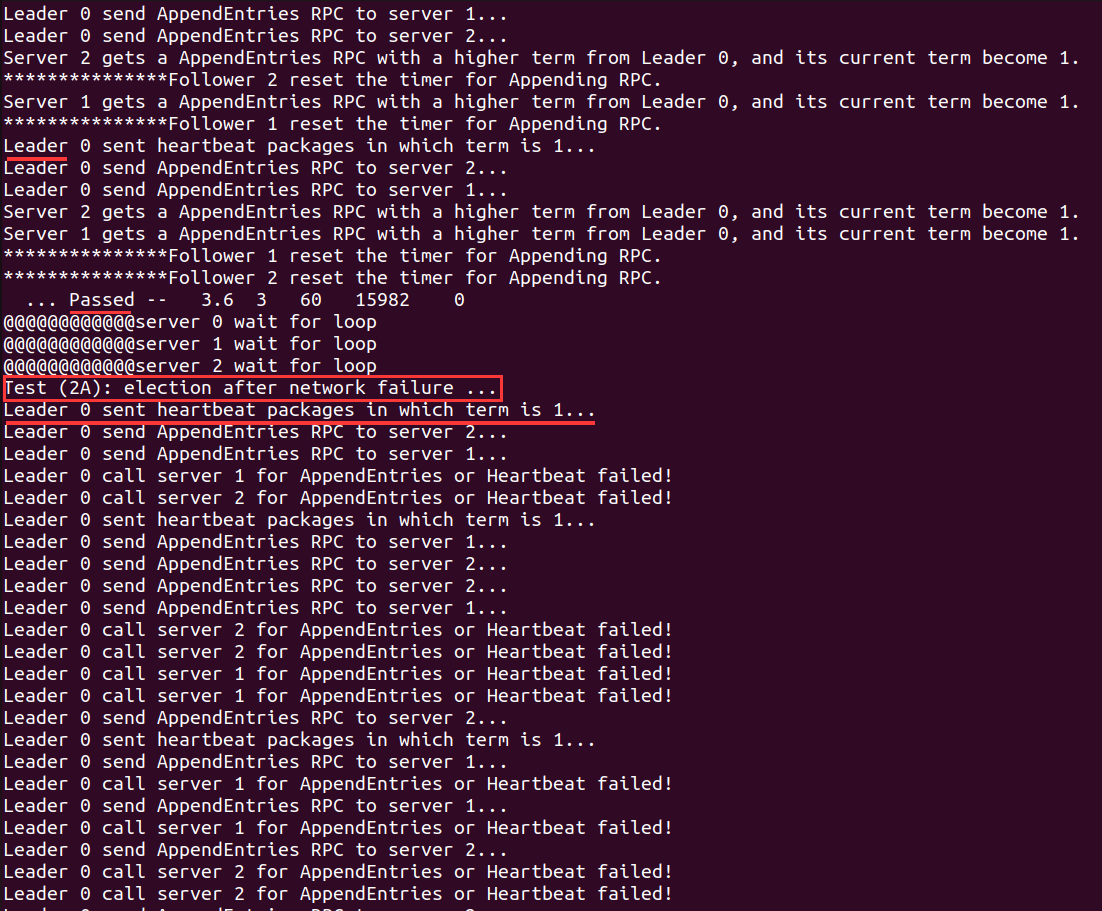 Leader 0 send AppendEntries RPC to server 1...
Leader 0 send AppendEntries RPC to server 2...
Server 2 gets a AppendEntries RPC with a higher term from Leader 0, and its current term become 1.
***************Follower 2 reset the timer for Appending RPC.
Server 1 gets a AppendEntries RPC with a higher term from Leader 0, and its current term become 1.
***************Follower 1 reset the timer for Appending RPC.
Leader 0 sent heartbeat packages in which term is 1...
Leader 0 send AppendEntries RPC to server 2...
Leader 0 send AppendEntries RPC to server 1...
Server 2 gets a AppendEntries RPC with a higher term from Leader 0, and its current term become 1.
Server 1 gets a AppendEntries RPC with a higher term from Leader 0, and its current term become 1.
***************Follower 1 reset the timer for Appending RPC.
***************Follower 2 reset the timer for Appending RPC.
  ... Passed --   3.6  3   60   15982    0
@@@@@@@@@@@@server 0 wait for loop
@@@@@@@@@@@@server 1 wait for loop
@@@@@@@@@@@@server 2 wait for loop
Test (2A): election after network failure ...
Leader 0 sent heartbeat packages in which term is 1...
Leader 0 send AppendEntries RPC to server 2...
Leader 0 send AppendEntries RPC to server 1...
Leader 0 call server 1 for AppendEntries or Heartbeat failed!
Leader 0 call server 2 for AppendEntries or Heartbeat failed!
Leader 0 sent heartbeat packages in which term is 1...
Leader 0 send AppendEntries RPC to server 1...
Leader 0 send AppendEntries RPC to server 2...
Leader 0 send AppendEntries RPC to server 2...
Leader 0 send AppendEntries RPC to server 1...
Leader 0 call server 2 for AppendEntries or Heartbeat failed!
Leader 0 call server 2 for AppendEntries or Heartbeat failed!
Leader 0 call server 1 for AppendEntries or Heartbeat failed!
Leader 0 call server 1 for AppendEntries or Heartbeat failed!
Leader 0 send AppendEntries RPC to server 2...
Leader 0 sent heartbeat packages in which term is 1...
Leader 0 send AppendEntries RPC to server 1...
Leader 0 call server 1 for AppendEntries or Heartbeat failed!
Leader 0 send AppendEntries RPC to server 1...
Leader 0 call server 1 for AppendEntries or Heartbeat failed!
Leader 0 send AppendEntries RPC to server 2...
Leader 0 call server 2 for AppendEntries or Heartbeat failed!
Leader 0 call server 2 for AppendEntries or Heartbeat failed!